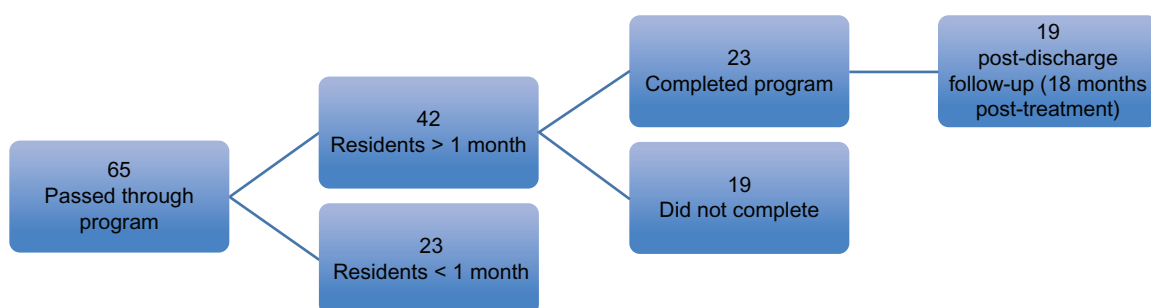 65
Passed through
program
42
Residents > 1 month
23
Residents < 1 month
23
Completed program
19
Did not complete
19
post-discharge
follow-up (18 months
post-treatment)